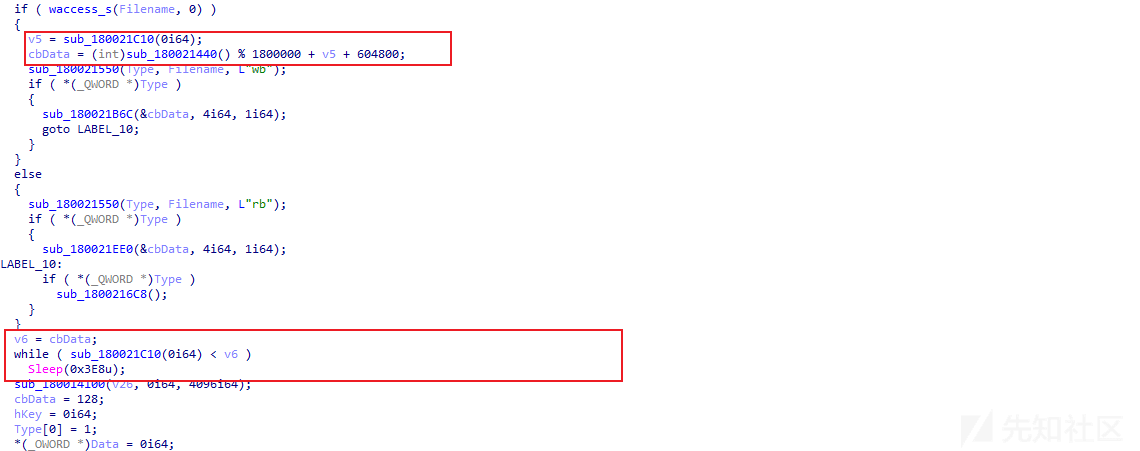 if ( waccess_s(Filename, 0) )
{
v5 = sub_180021C10(0i64);
cbData = (int)sub_180021440() % 1800000 + v5 + 604800;
sub_180021550(Type, Filename, L"wb");
if ( *(_QWORD *)Type )
{
sub_180021B6C(&cbData, 4i64, 1i64);
goto LABEL_10;
}
}
else
{
sub_180021550(Type, Filename, L"rb");
if ( *(_QWORD *)Type )
{
sub_180021EE0(&cbData, 4i64, 1i64);
LABEL_10:
if ( *(_QWORD *)Type )
sub_1800216C8();
}
}
v6 = cbData;
while ( sub_180021C10(0i64) < v6 )
Sleep(0x3E8u);
sub_180014100(v26, 0i64, 4096i64);
cbData = 128;
hKey = 0i64;
Type[0] = 1;
*(_OWORD *)Data = 0i64;
先知社区